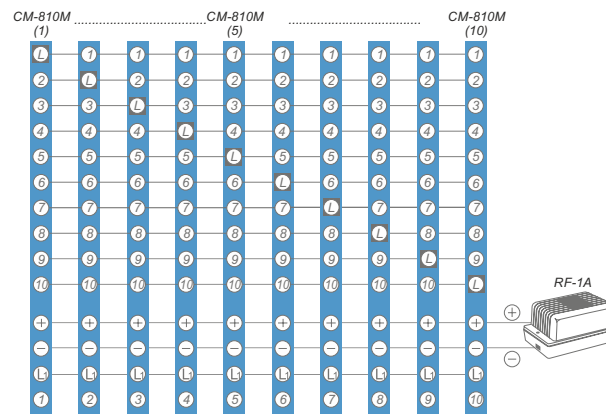 CM-810M ........................ CM-810M .................................. CM-810M
(1) (5) (10)
L 1 1 1 1 1 1 1 1 1
2 L 2 2 2 2 2 2 2 2
3 3 L 3 3 3 3 3 3 3
4 4 4 L 4 4 4 4 4 4
5 5 5 5 L 5 5 5 5 5
6 6 6 6 6 L 6 6 6 6
7 7 7 7 7 7 L 7 7 7
8 8 8 8 8 8 8 L 8 8
9 9 9 9 9 9 9 9 L 9
10 10 10 10 10 10 10 10 10 L
RF-1A
+ + + + + + + + + + +
− − − − − − − − − − −
L1 L1 L1 L1 L1 L1 L1 L1 L1 L1
1 2 3 4 5 6 7 8 9 10